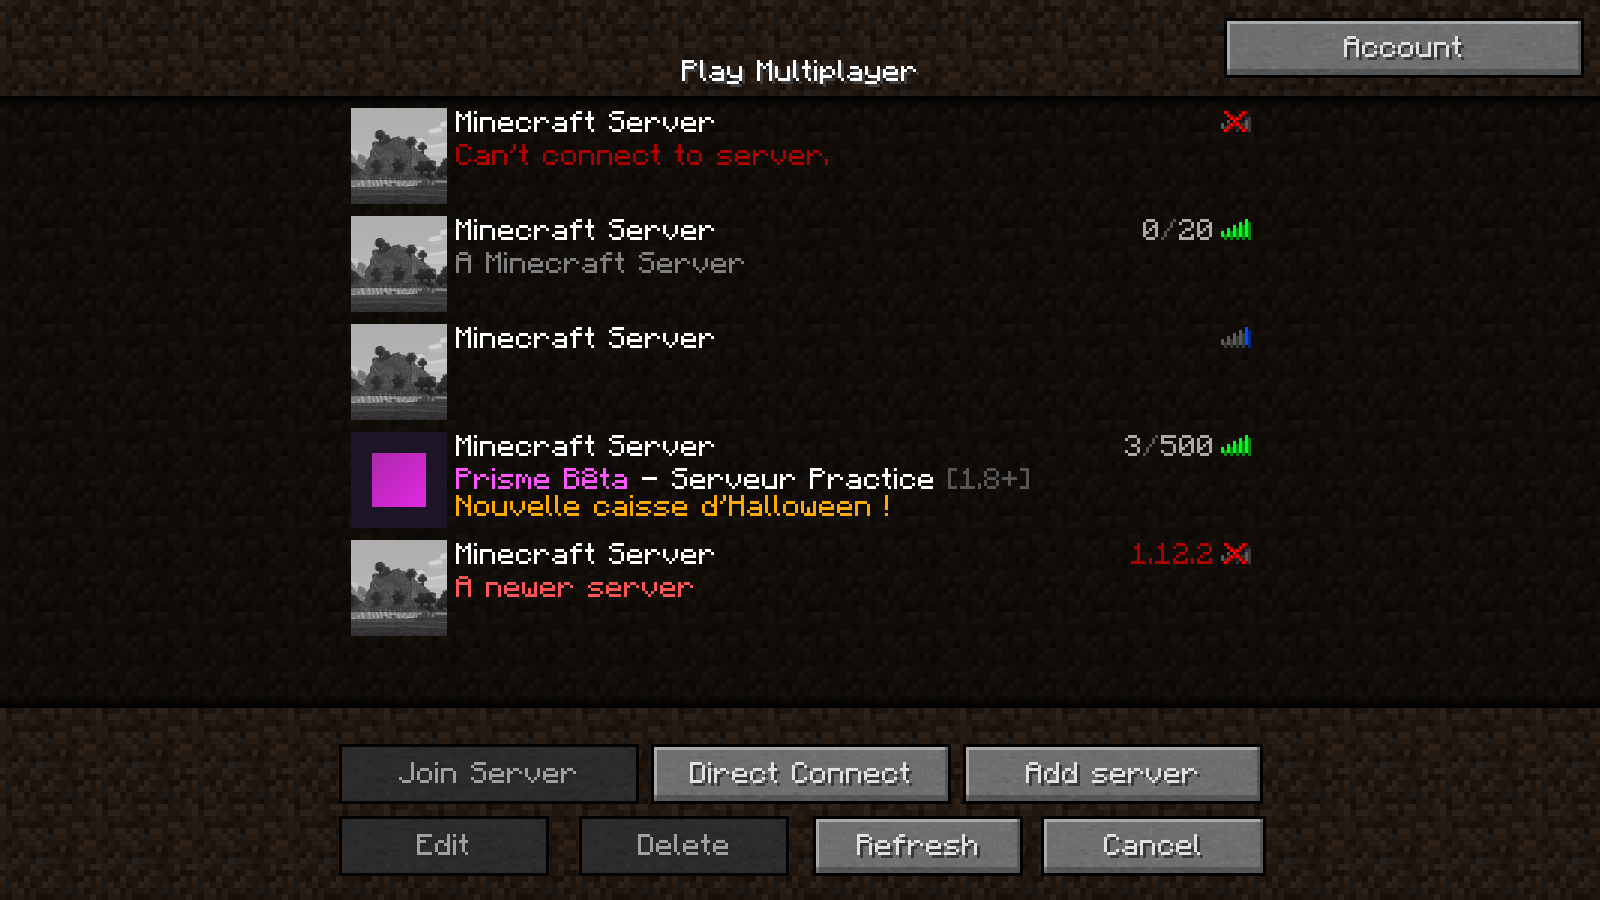 Account
Play Multiplayer
Minecraft Server
Can't connect to server.
Minecraft Server 0/20
A Minecraft Server
Minecraft Server
Minecraft Server 3/500
Prisme Bêta - Serveur Practice [1.8+]
Nouvelle caisse d'Halloween !
Minecraft Server 1.12.2
A newer server
Join Server Direct Connect Add server
Edit Delete Refresh Cancel